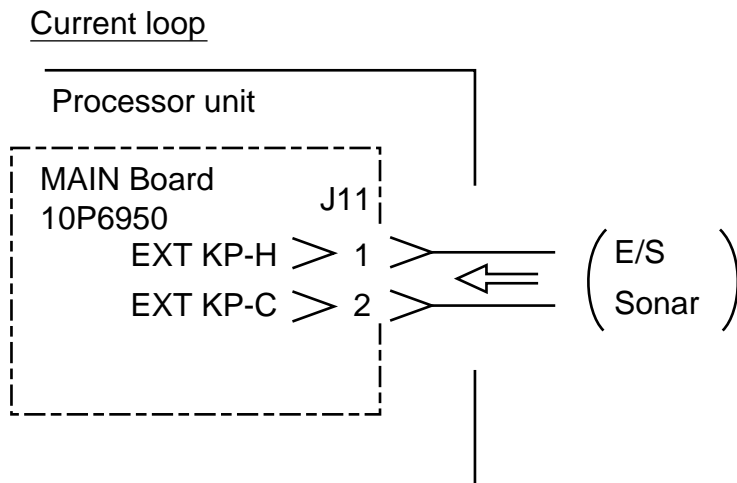 Current loop
Processor unit
MAIN Board
10P6950
J11
EXT KP-H 1
EXT KP-C 2
E/S
Sonar